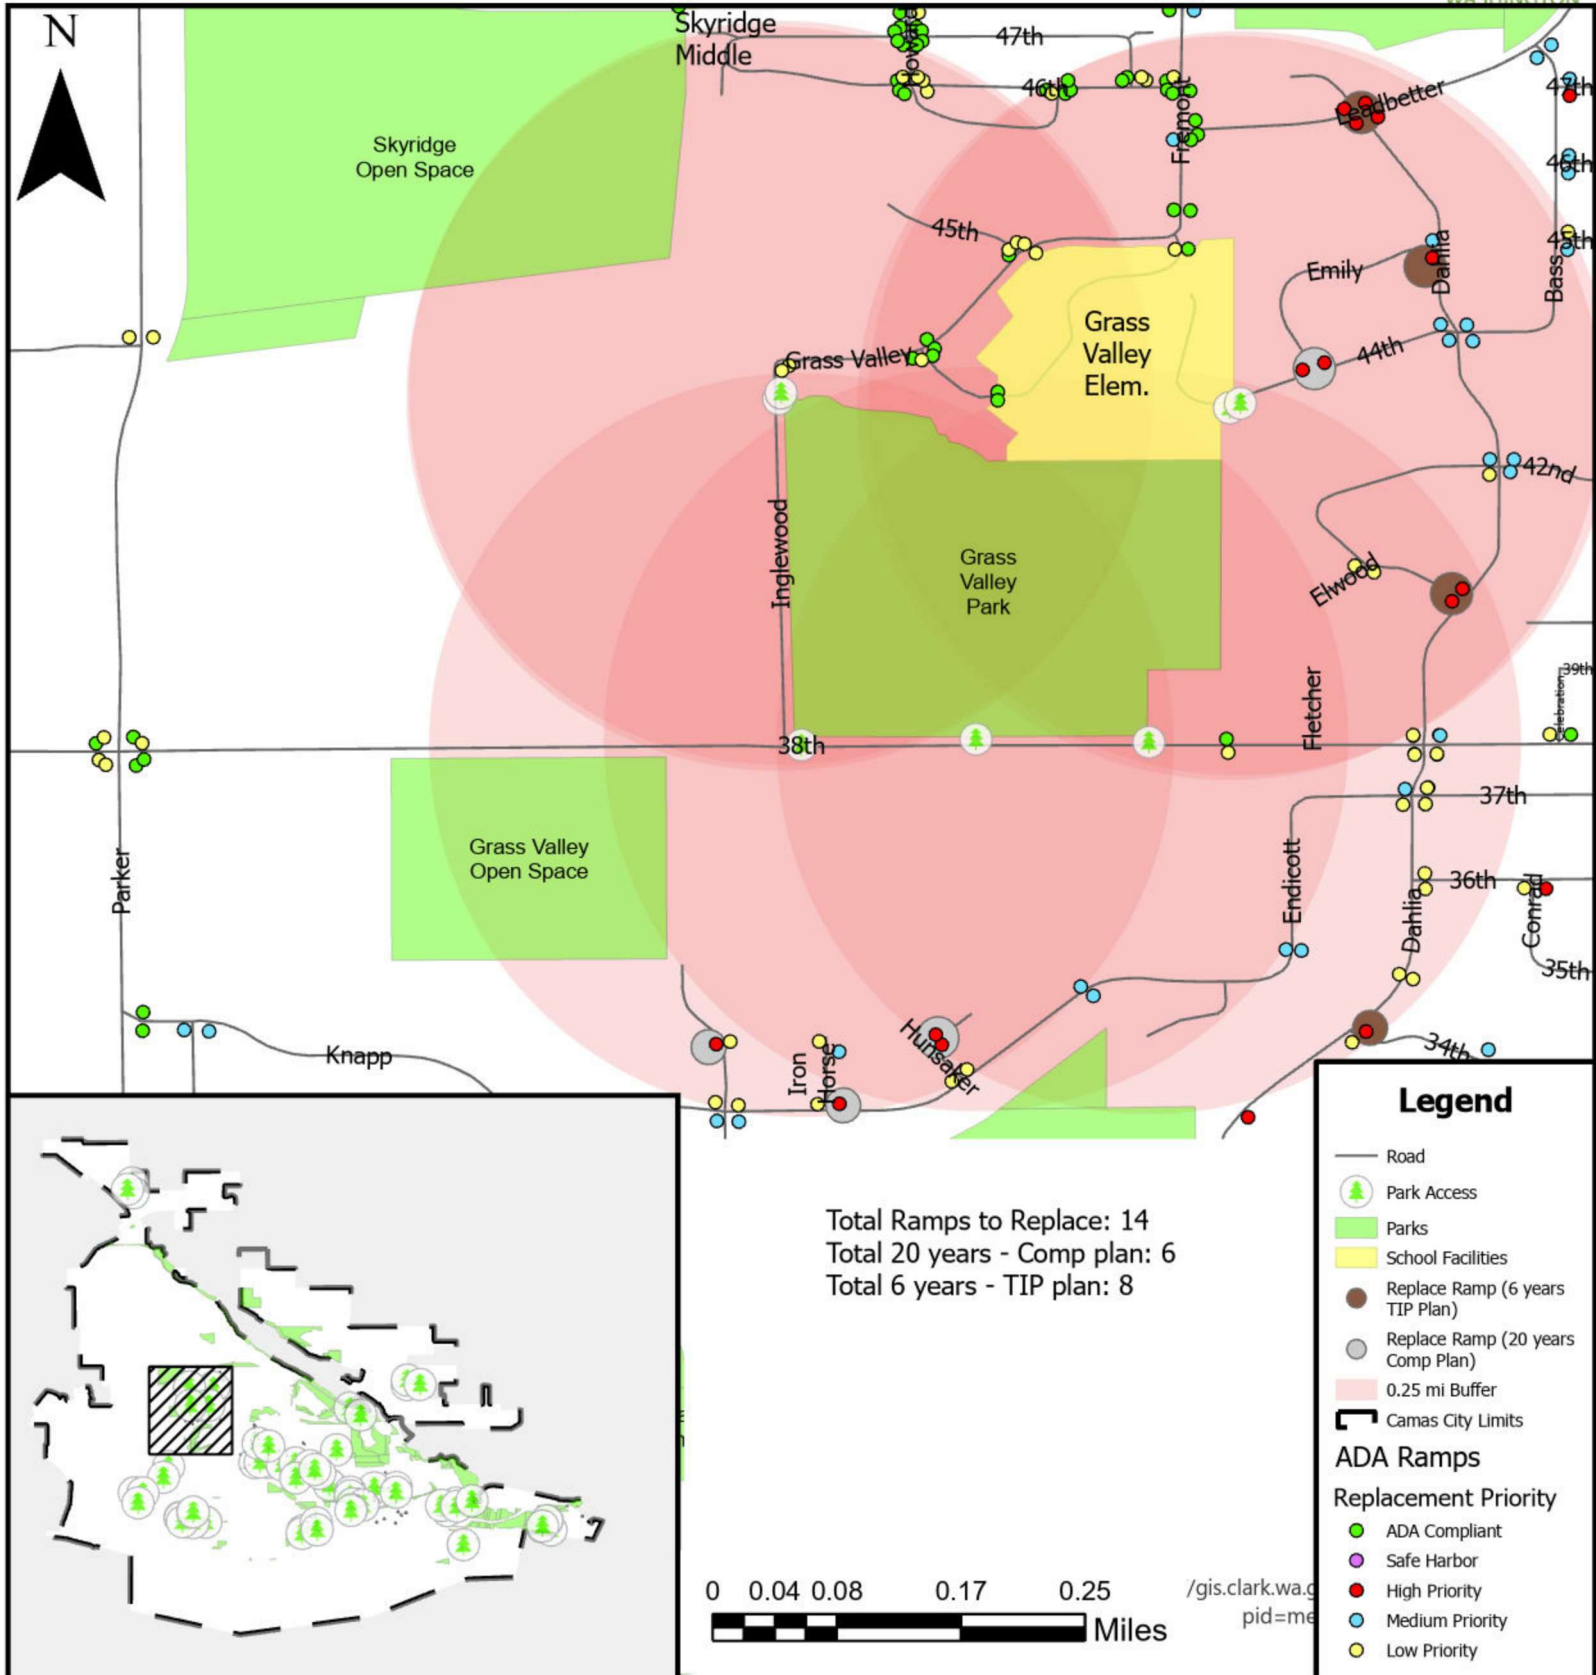 WASHINGTON
N
Skyridge
Middle
Howard
47th
46th
Fremont
Leadbetter
47th
46th
45th
Bass
Skyridge
Open Space
45th
Emily
Dahlia
Grass
Valley
Elem.
Grass Valley
44th
42nd
Inglewood
Grass
Valley
Park
Elwood
39th
Celebration
Fletcher
38th
37th
Grass Valley
Open Space
Parker
Endicott
36th
Dahlia
Conrad
35th
34th
Knapp
Iron
Horse
Hunsaker
Total Ramps to Replace: 14
Total 20 years - Comp plan: 6
Total 6 years - TIP plan: 8
0 0.04 0.08 0.17 0.25
Miles
/gis.clark.wa.g
pid=me
Legend
Road
Park Access
Parks
School Facilities
Replace Ramp (6 years
TIP Plan)
Replace Ramp (20 years
Comp Plan)
0.25 mi Buffer
Camas City Limits
ADA Ramps
Replacement Priority
ADA Compliant
Safe Harbor
High Priority
Medium Priority
Low Priority